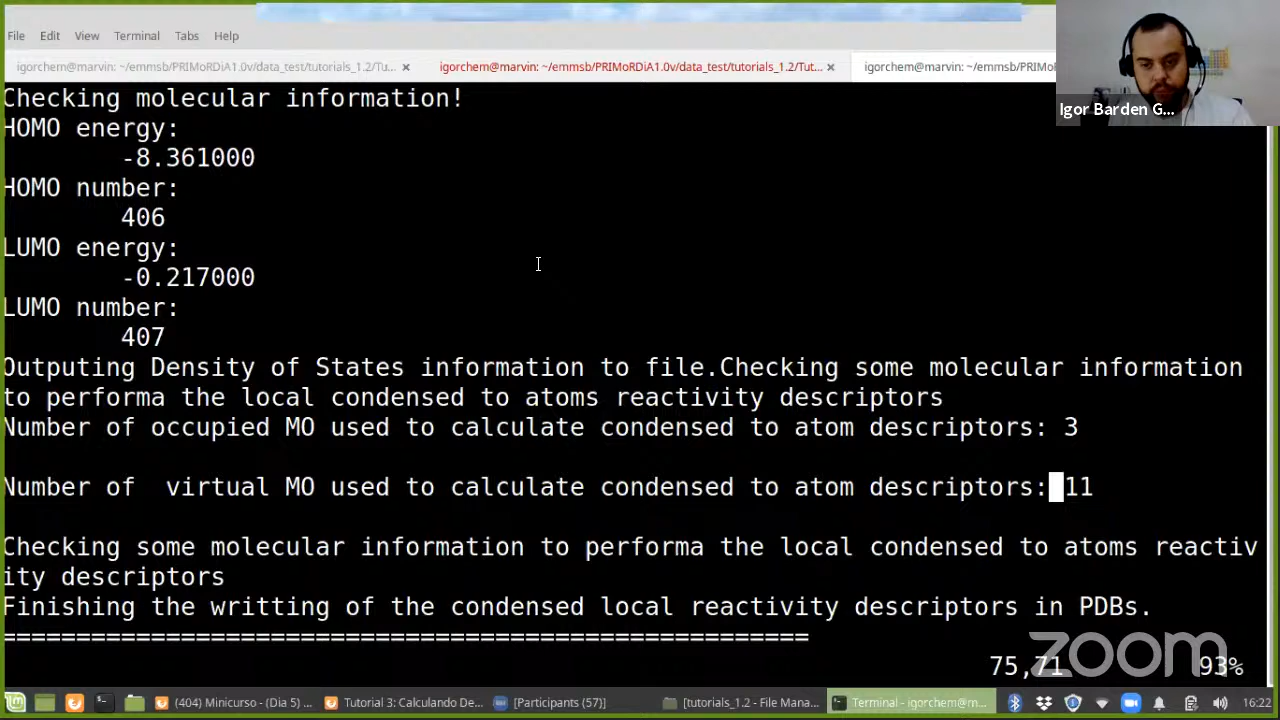 File Edit View Terminal Tabs Help
igorchem@marvin: ~/emmsb/PRIMoRDiA1.0v/data_test/tutorials_1.2/Tu... × igorchem@marvin: ~/emmsb/PRIMoRDiA1.0v/data_test/tutorials_1.2/Tut... × igorchem@marvin: ~/emmsb/PRIMoRDiA1.0v/data_test/tutorials_1.2/Tut...
Igor Barden G...
Checking molecular information!
HOMO energy:
-8.361000
HOMO number:
406
LUMO energy:
-0.217000
LUMO number:
407
Outputing Density of States information to file.Checking some molecular information
to performa the local condensed to atoms reactivity descriptors
Number of occupied MO used to calculate condensed to atom descriptors: 3
Number of  virtual MO used to calculate condensed to atom descriptors: 11
Checking some molecular information to performa the local condensed to atoms reactiv
ity descriptors
Finishing the writting of the condensed local reactivity descriptors in PDBs.
======================================================
75,71 93%
zoom
(404) Minicurso - (Dia 5) ... Tutorial 3: Calculando De... [Participants (57)] [tutorials_1.2 - File Mana... Terminal - igorchem@m... 16:22